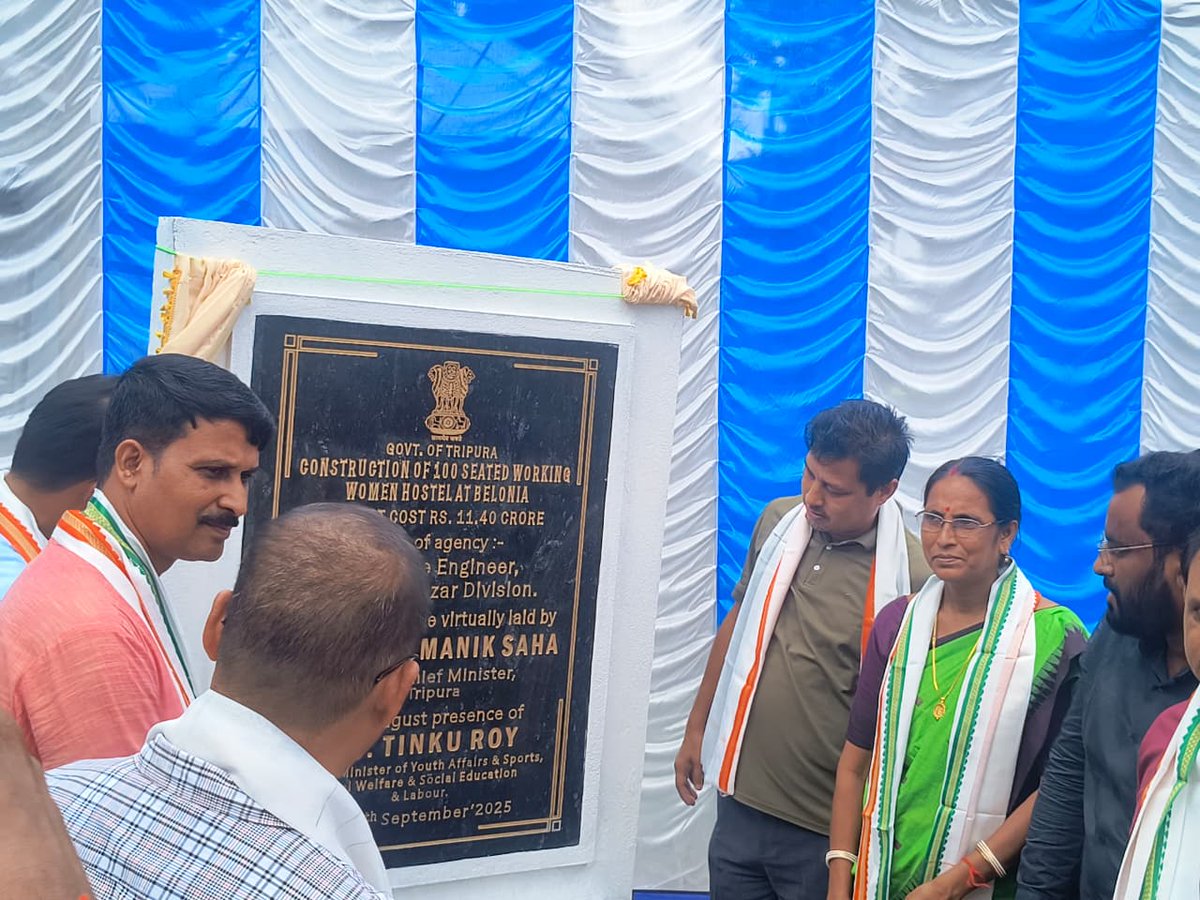 GOVT. OF TRIPURA
CONSTRUCTION OF 100 SEATED WORKING
WOMEN HOSTEL AT BELONIA
COST RS. 11.40 CRORE
of agency :-
Engineer,
Division.
virtually laid by
MANIK SAHA
Minister,
Tripura
presence of
TINKU ROY
Minister of Youth Affairs & Sports,
Welfare & Social Education
& Labour.
September'2025